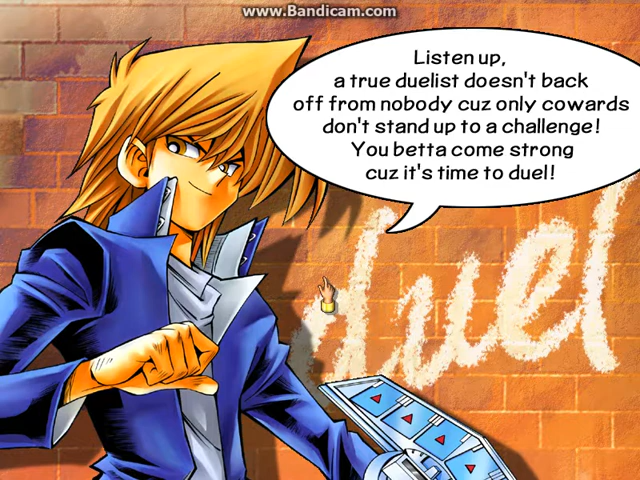 www.Bandicam.com
Listen up,
a true duelist doesn't back
off from nobody cuz only cowards
don't stand up to a challenge!
You betta come strong
cuz it's time to duel!
duel